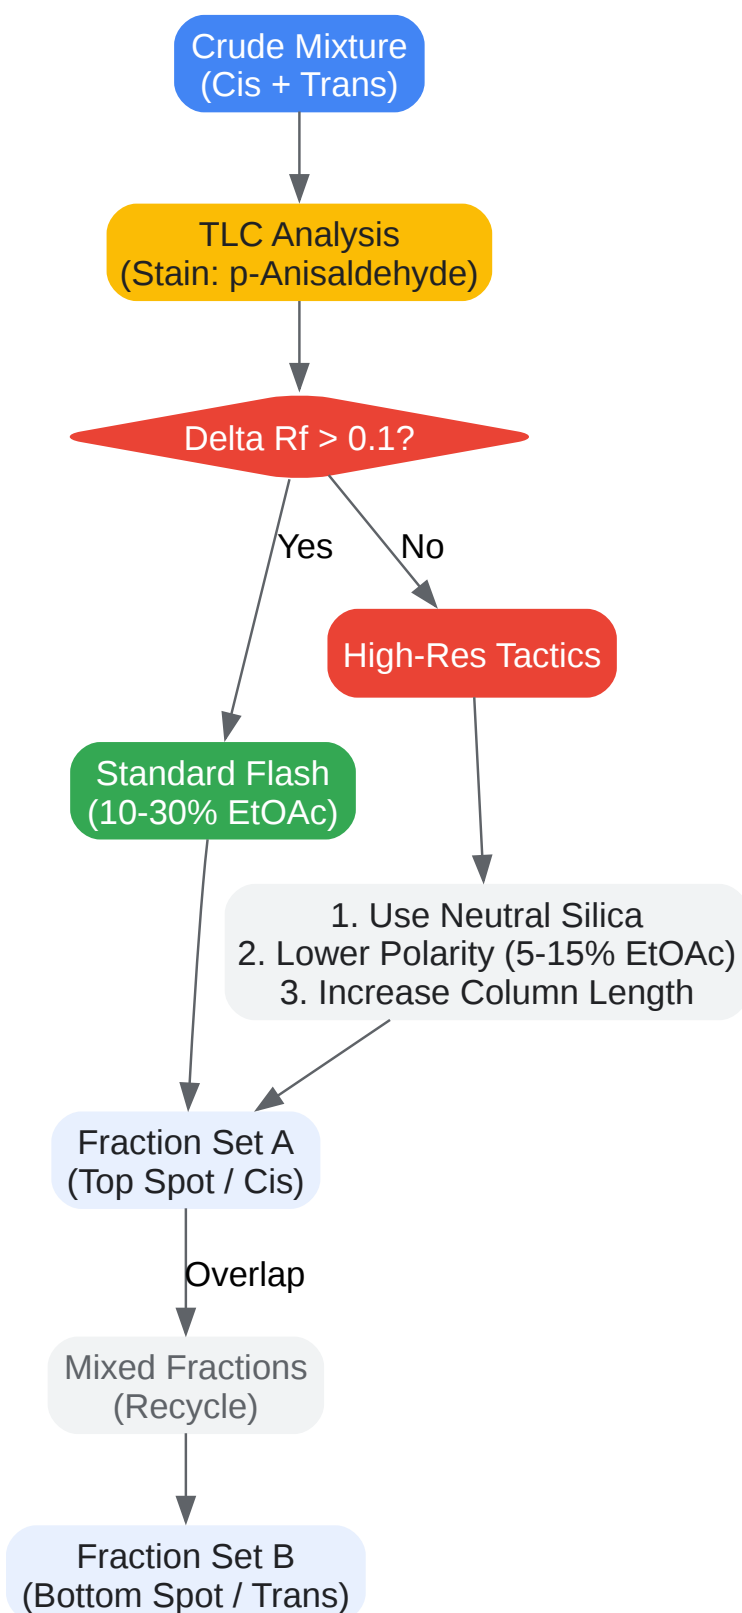 Crude Mixture
(Cis + Trans)
TLC Analysis
(Stain: p-Anisaldehyde)
Delta Rf > 0.1?
Yes
No
High-Res Tactics
Standard Flash
(10-30% EtOAc)
1. Use Neutral Silica
2. Lower Polarity (5-15% EtOAc)
3. Increase Column Length
Fraction Set A
(Top Spot / Cis)
Overlap
Mixed Fractions
(Recycle)
Fraction Set B
(Bottom Spot / Trans)